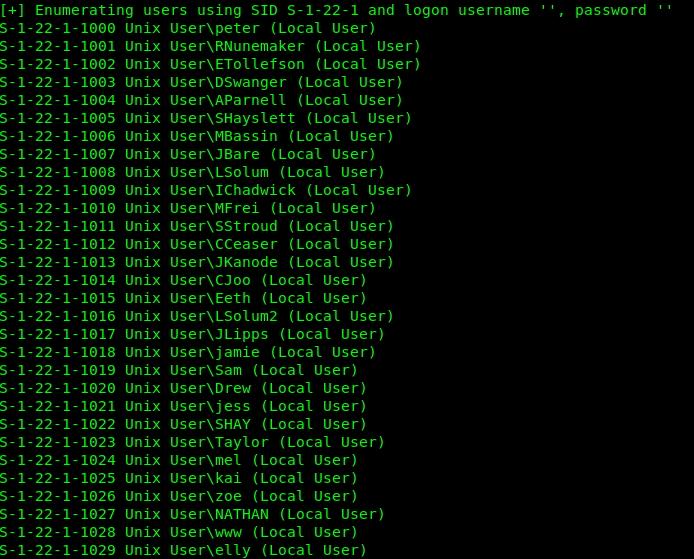 [+] Enumerating users using SID S-1-22-1 and logon username '', password ''
S-1-22-1-1000 Unix User\peter (Local User)
S-1-22-1-1001 Unix User\RNunemaker (Local User)
S-1-22-1-1002 Unix User\ETollefson (Local User)
S-1-22-1-1003 Unix User\DSwanger (Local User)
S-1-22-1-1004 Unix User\AParnell (Local User)
S-1-22-1-1005 Unix User\SHayslett (Local User)
S-1-22-1-1006 Unix User\MBassin (Local User)
S-1-22-1-1007 Unix User\JBare (Local User)
S-1-22-1-1008 Unix User\LSolum (Local User)
S-1-22-1-1009 Unix User\IChadwick (Local User)
S-1-22-1-1010 Unix User\MFrei (Local User)
S-1-22-1-1011 Unix User\SStroud (Local User)
S-1-22-1-1012 Unix User\CCeaser (Local User)
S-1-22-1-1013 Unix User\JKanode (Local User)
S-1-22-1-1014 Unix User\CJoo (Local User)
S-1-22-1-1015 Unix User\Eeth (Local User)
S-1-22-1-1016 Unix User\LSolum2 (Local User)
S-1-22-1-1017 Unix User\JLipps (Local User)
S-1-22-1-1018 Unix User\jamie (Local User)
S-1-22-1-1019 Unix User\Sam (Local User)
S-1-22-1-1020 Unix User\Drew (Local User)
S-1-22-1-1021 Unix User\jess (Local User)
S-1-22-1-1022 Unix User\SHAY (Local User)
S-1-22-1-1023 Unix User\Taylor (Local User)
S-1-22-1-1024 Unix User\mel (Local User)
S-1-22-1-1025 Unix User\kai (Local User)
S-1-22-1-1026 Unix User\zoe (Local User)
S-1-22-1-1027 Unix User\NATHAN (Local User)
S-1-22-1-1028 Unix User\www (Local User)
S-1-22-1-1029 Unix User\elly (Local User)